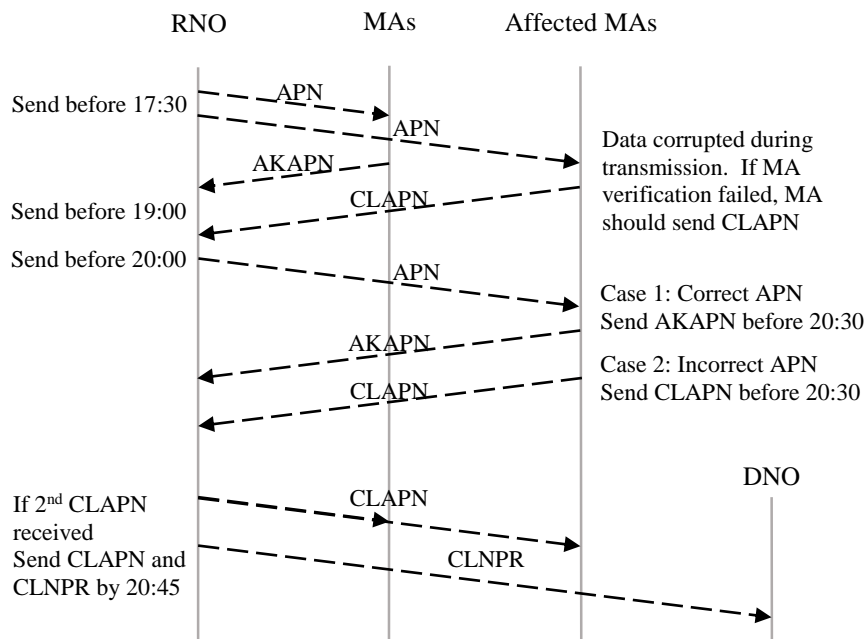 RNO
MAs
Affected MAs
APN
Send before 17:30
APN
Data corrupted during
transmission. If MA
verification failed, MA
should send CLAPN
AKAPN
CLAPN
Send before 19:00
Send before 20:00
APN
Case 1: Correct APN
Send AKAPN before 20:30
AKAPN
Case 2: Incorrect APN
Send CLAPN before 20:30
CLAPN
DNO
If 2nd CLAPN
received
Send CLAPN and
CLNPR by 20:45
CLAPN
CLNPR